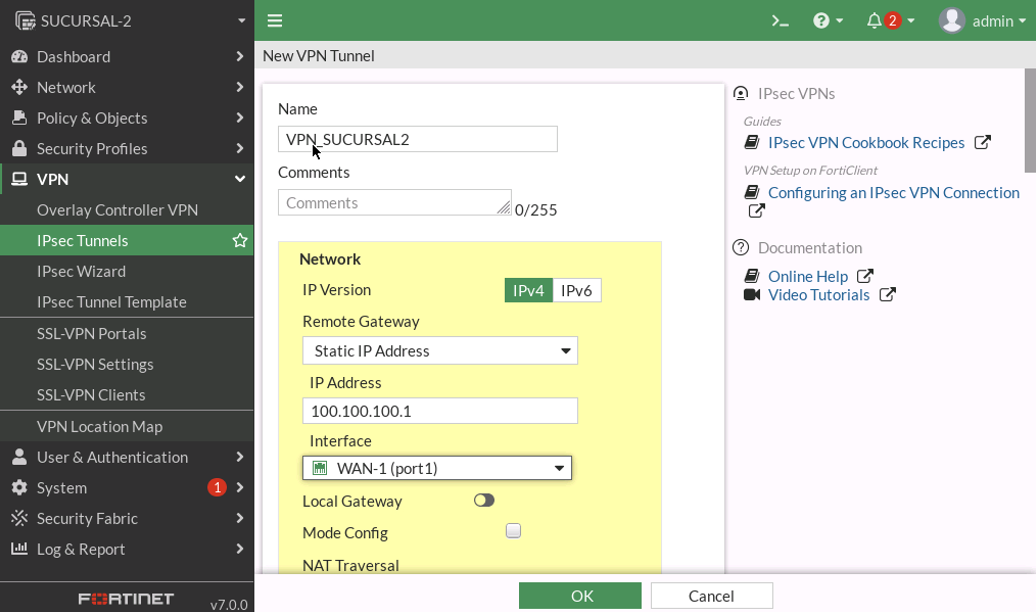 SUCURSAL-2
2
admin
Dashboard
Network
Policy & Objects
Security Profiles
VPN
Overlay Controller VPN
IPsec Tunnels
IPsec Wizard
IPsec Tunnel Template
SSL-VPN Portals
SSL-VPN Settings
SSL-VPN Clients
VPN Location Map
User & Authentication
System 1
Security Fabric
Log & Report
FORTINET v7.0.0
New VPN Tunnel
Name
VPN_SUCURSAL2
Comments
Comments 0/255
Network
IP Version IPv4 IPv6
Remote Gateway
Static IP Address
IP Address
100.100.100.1
Interface
WAN-1 (port1)
Local Gateway
Mode Config
NAT Traversal
OK Cancel
IPsec VPNs
Guides
IPsec VPN Cookbook Recipes
VPN Setup on FortiClient
Configuring an IPsec VPN Connection
Documentation
Online Help
Video Tutorials